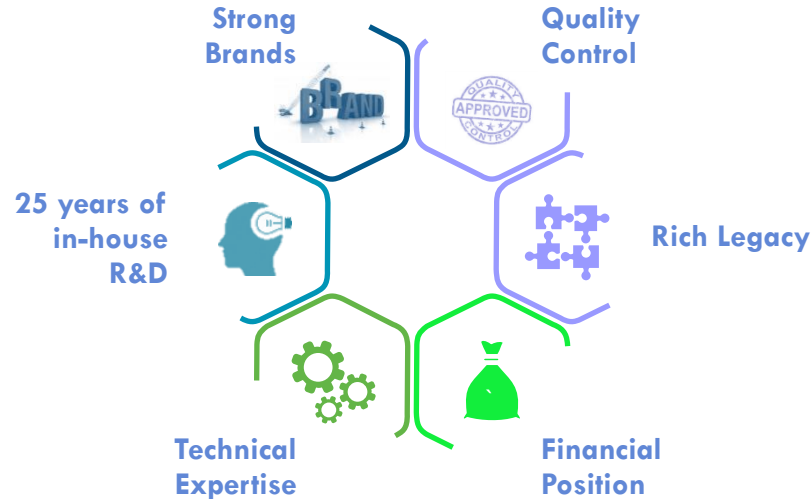 Strong
Brands
BRAND
Quality
Control
QUALITY
APPROVED
CONTROL
25 years of
in-house
R&D
Rich Legacy
Technical
Expertise
Financial
Position